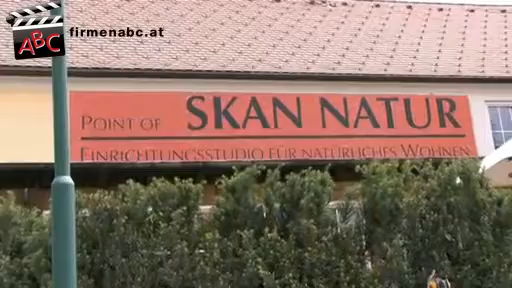 ABC
firmenabc.at
POINT OF SKAN NATUR
EINRICHTUNGSSTUDIO FÜR NATÜRLICHES WOHNEN